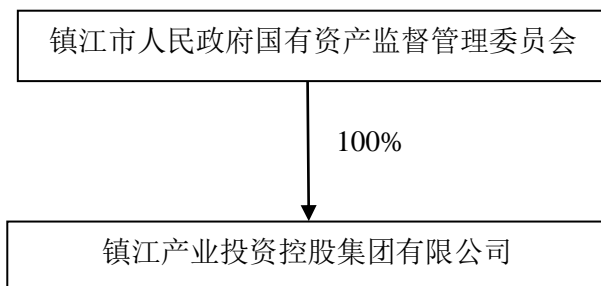 镇江市人民政府国有资产监督管理委员会
100%
镇江产业投资控股集团有限公司